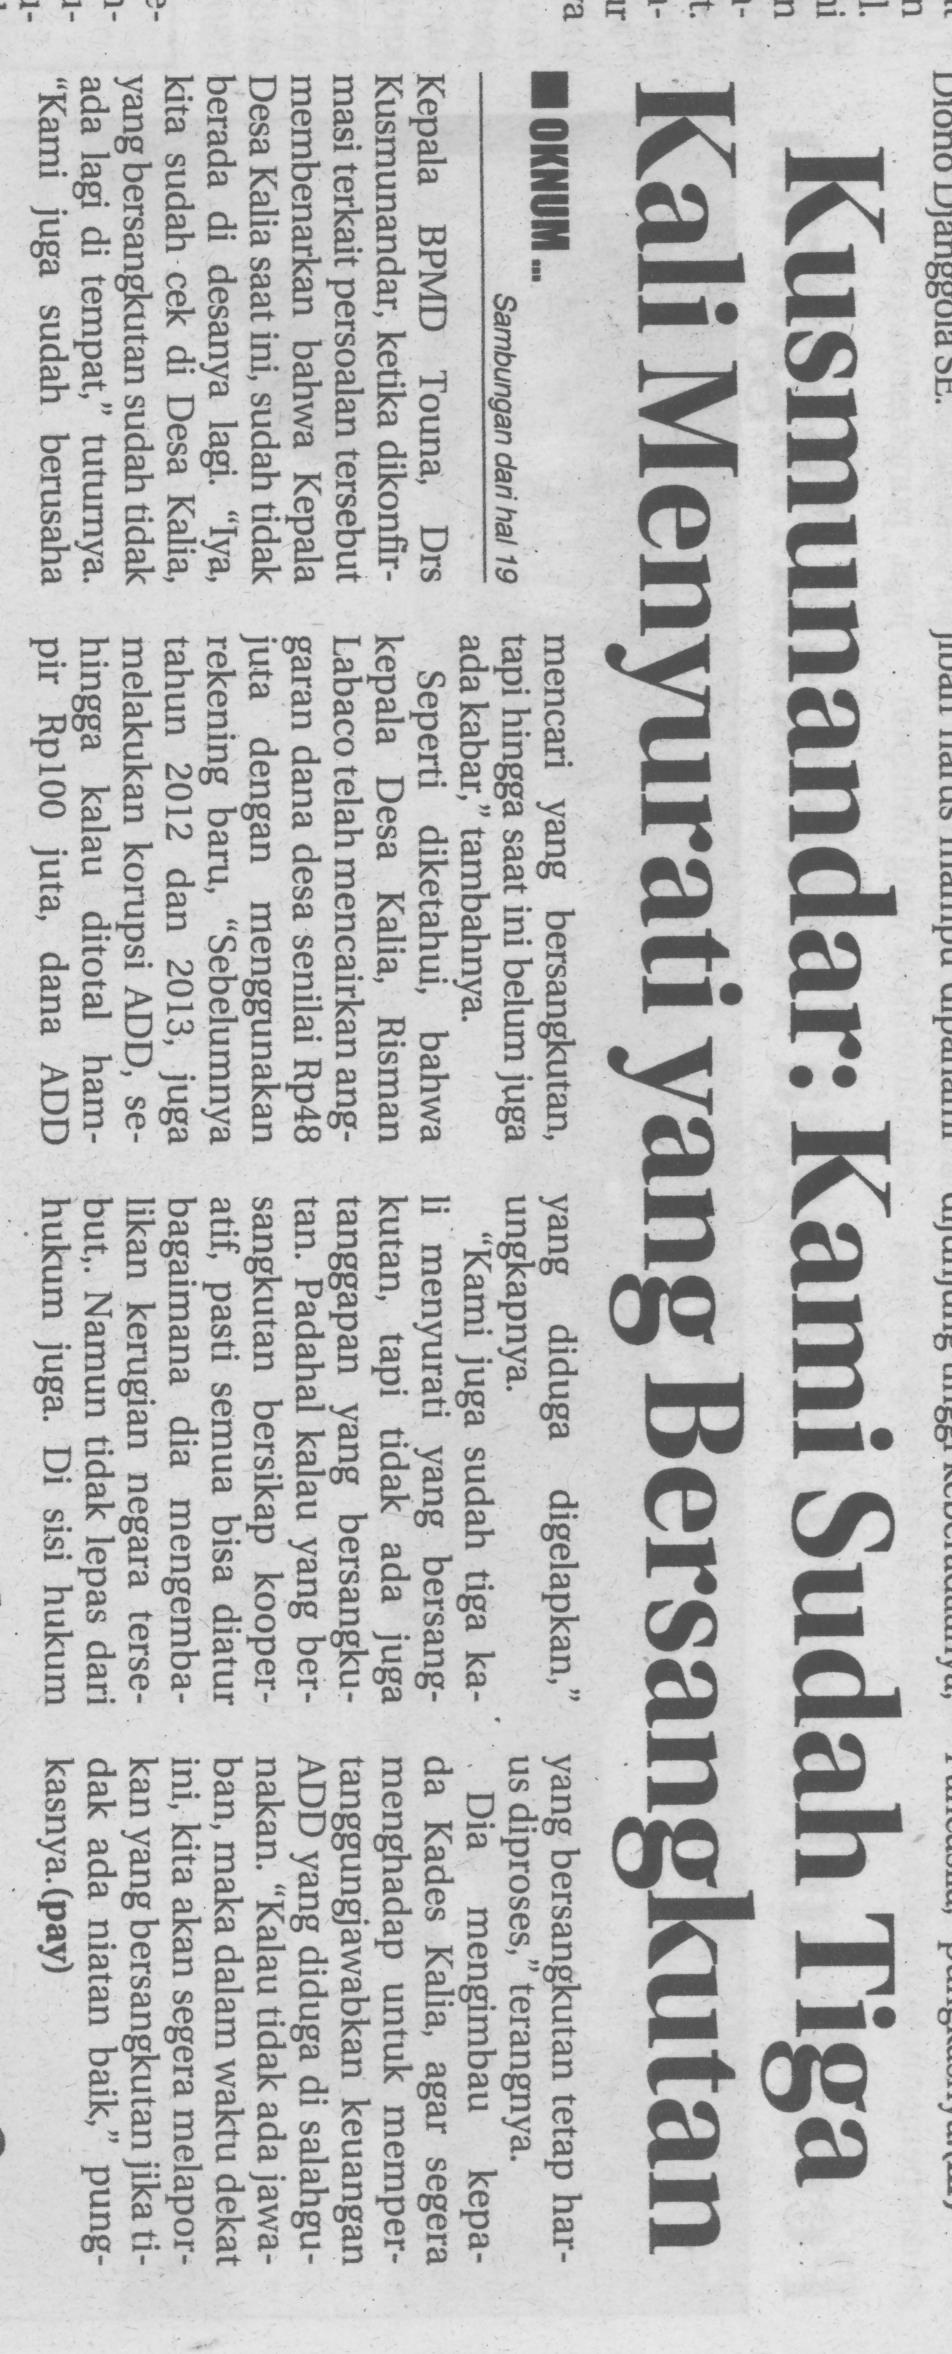 Kusmunandar: Kami Sudah Tiga
Kali Menyurati yang Bersangkutan
OKNUM...
Sambungan dari hal 19
Kepala BPMD Touna, Drs
Kusmunandar, ketika dikonfir-
masi terkait persoalan tersebut
membenarkan bahwa Kepala
Desa Kalia saat ini, sudah tidak
berada di desanya lagi. “Iya,
kita sudah cek di Desa Kalia,
yang bersangkutan sudah tidak
ada lagi di tempat,” tuturnya.
“Kami juga sudah berusaha
mencari yang bersangkutan,
tapi hingga saat ini belum juga
ada kabar,” tambahnya.
Seperti diketahui, bahwa
kepala Desa Kalia, Risman
Labaco telah mencairkan ang-
garan dana desa senilai Rp48
juta dengan menggunakan
rekening baru, “Sebelumnya
tahun 2012 dan 2013, juga
melakukan korupsi ADD, se-
hingga kalau ditotal ham-
pir Rp100 juta, dana ADD
yang diduga digelapkan,”
ungkapnya.
“Kami juga sudah tiga ka-
li menyurati yang bersang-
kutan, tapi tidak ada juga
tanggapan yang bersangku-
tan. Padahal kalau yang ber-
sangkutan bersikap kooper-
atif, pasti semua bisa diatur
bagaimana dia mengemba-
likan kerugian negara terse-
but,. Namun tidak lepas dari
hukum juga. Di sisi hukum
yang bersangkutan tetap har-
us diproses,” terangnya.
Dia mengimbau kepa-
da Kades Kalia, agar segera
menghadap untuk memper-
tanggungjawabkan keuangan
ADD yang diduga di salahgu-
nakan. “Kalau tidak ada jawa-
ban, maka dalam waktu dekat
ini, kita akan segera melapor-
kan yang bersangkutan jika ti-
dak ada niatan baik,” pung-
kasnya.(pay)